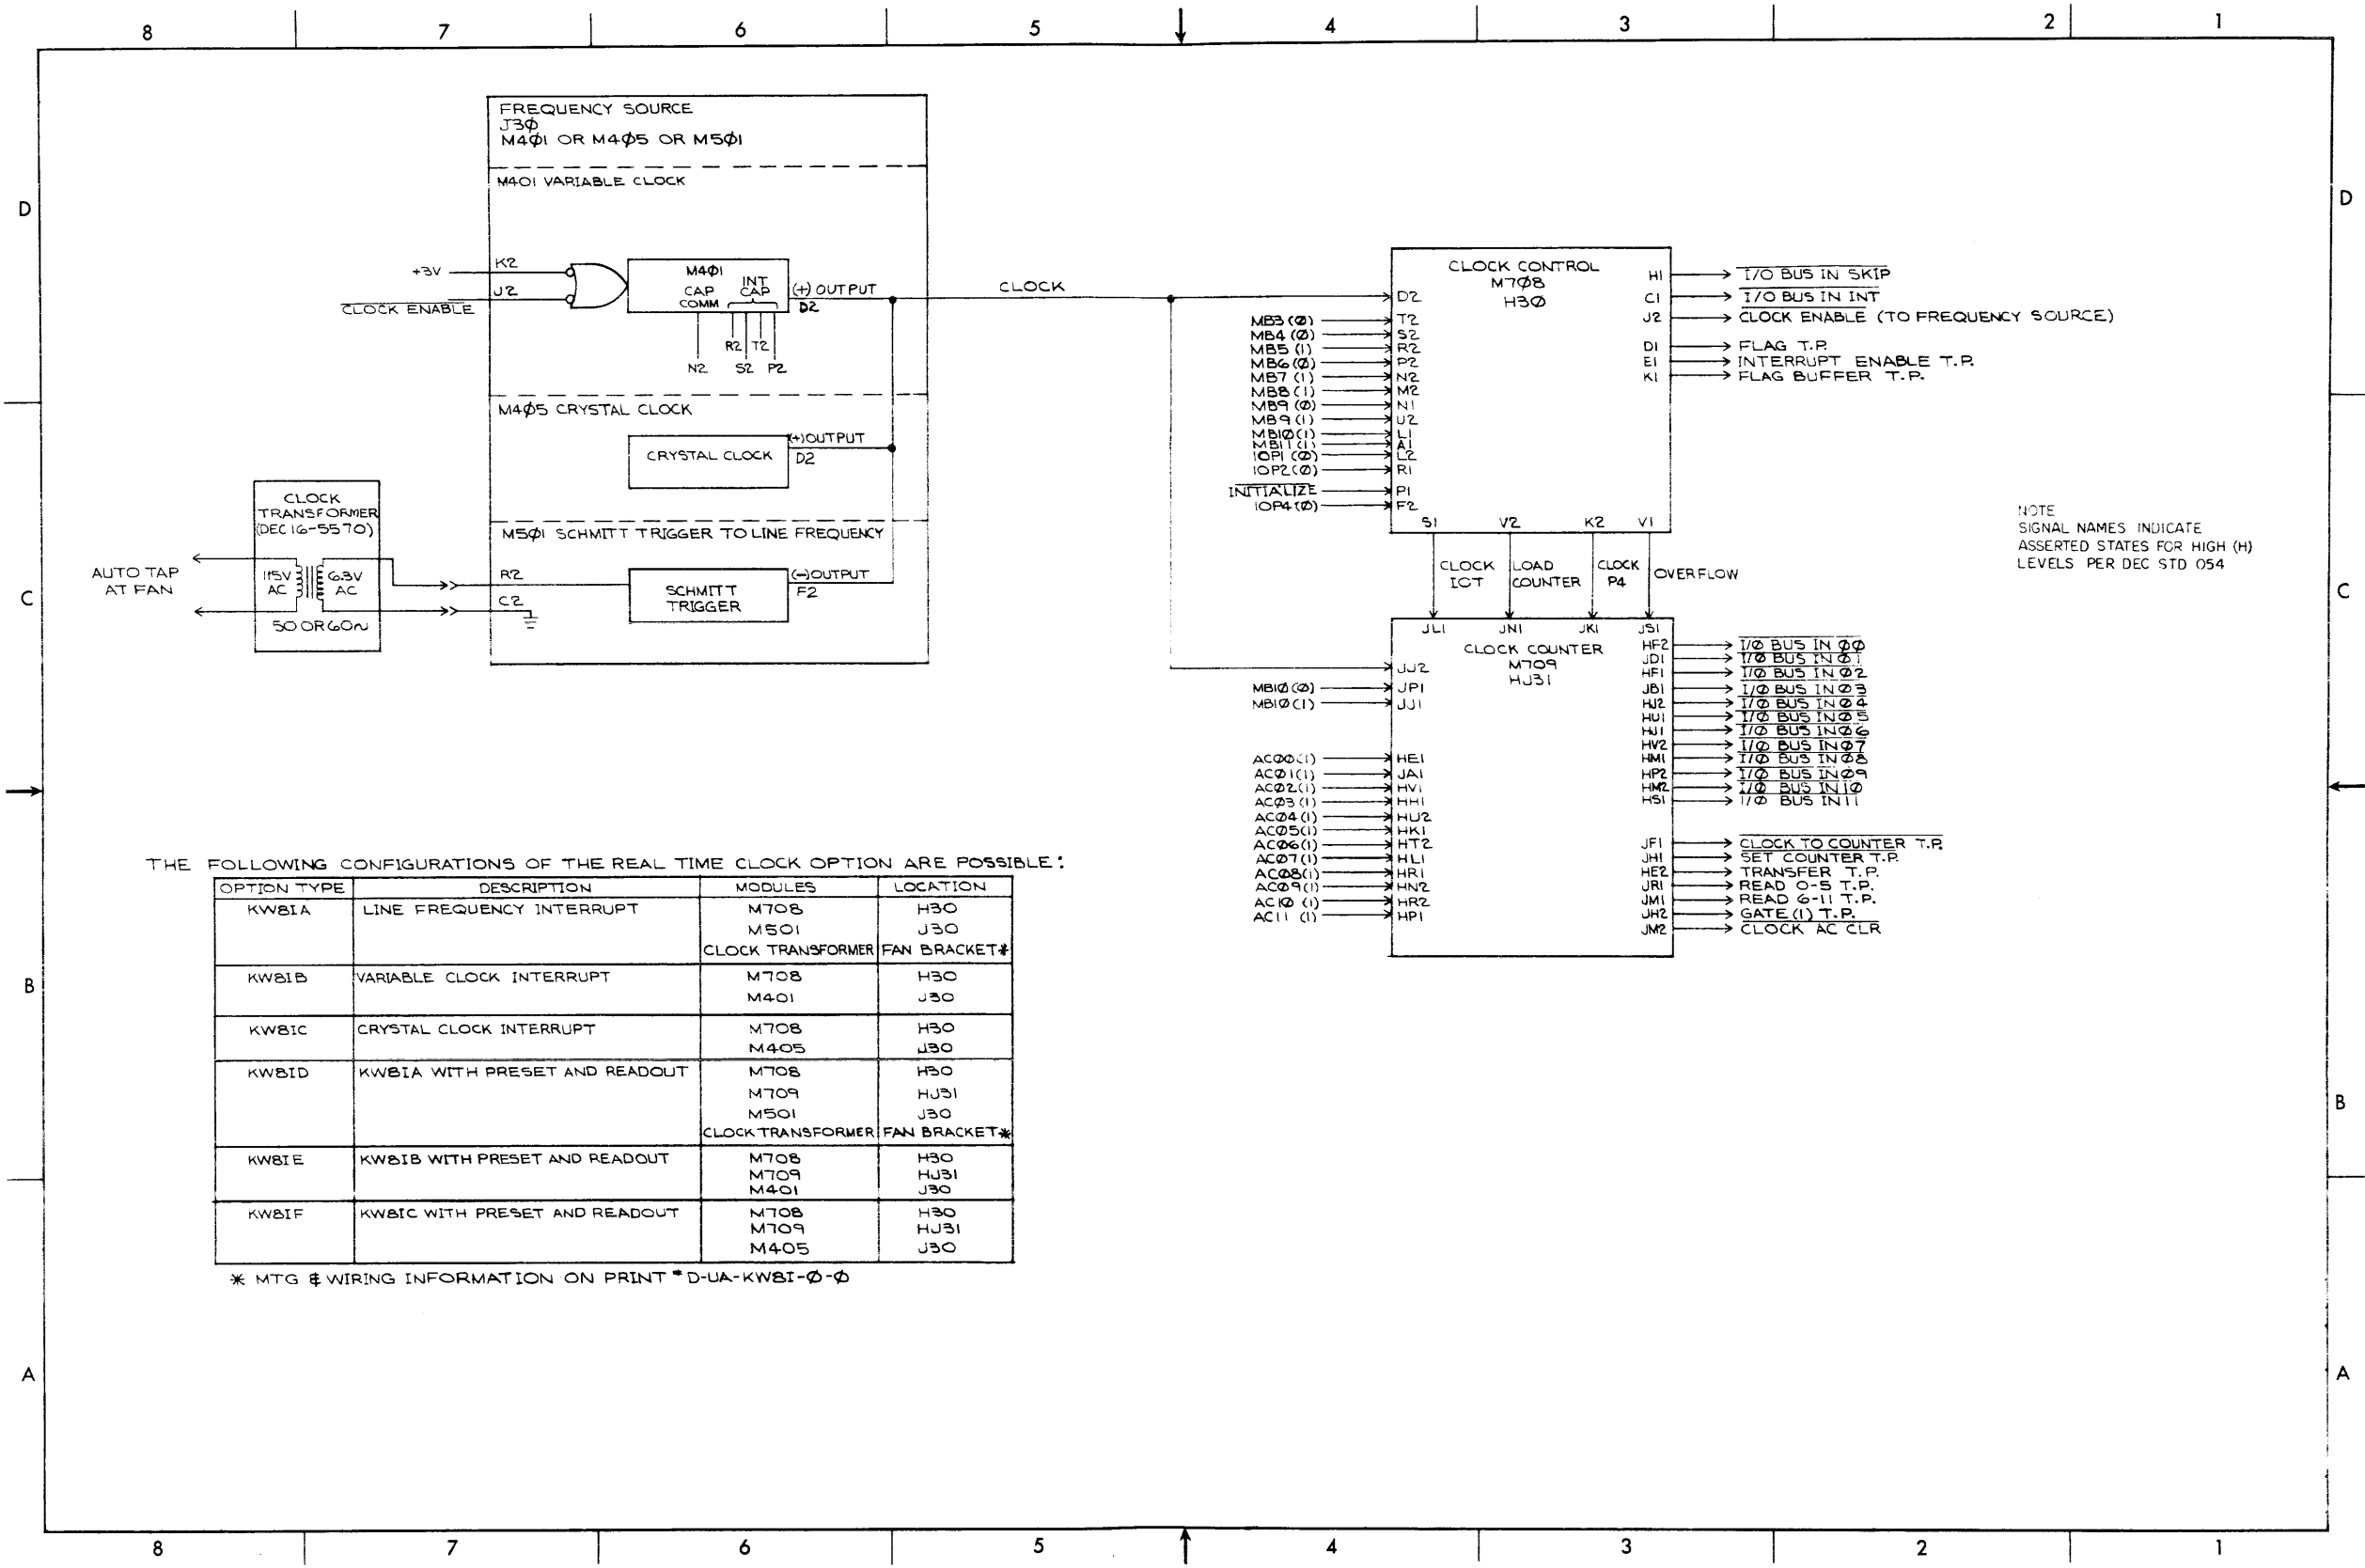 8 7 6 5 4 3 2 1
D
C
B
A
FREQUENCY SOURCE
J3Ø
M4Ø1 OR M4Ø5 OR M5Ø1
M401 VARIABLE CLOCK
+3V
K2
CLOCK ENABLE
J2
M4Ø1
CAP
COMM
INT
CAP
(+) OUTPUT
D2
R2 T2
N2 S2 P2
M4Ø5 CRYSTAL CLOCK
CRYSTAL CLOCK
(+)OUTPUT
D2
M5Ø1 SCHMITT TRIGGER TO LINE FREQUENCY
R2
C2
SCHMITT
TRIGGER
(-)OUTPUT
F2
CLOCK
TRANSFORMER
(DEC 16-5570)
115V
AC
6.3V
AC
50 OR 60~
AUTO TAP
AT FAN
CLOCK
CLOCK CONTROL
M7Ø8
H3Ø
D2
MB3 (Ø) T2
MB4 (Ø) S2
MB5 (1) R2
MB6 (Ø) P2
MB7 (1) N2
MB8 (1) M2
MB9 (Ø) N1
MB9 (1) U2
MB1Ø(1) L1
MB11(1) A1
IOP1 (Ø) L2
IOP2(Ø) R1
INITIALIZE P1
IOP4(Ø) F2
H1 I/O BUS IN SKIP
C1 I/O BUS IN INT
J2 CLOCK ENABLE (TO FREQUENCY SOURCE)
D1 FLAG T.P.
E1 INTERRUPT ENABLE T.P.
K1 FLAG BUFFER T.P.
S1 V2 K2 V1
CLOCK
IOT
LOAD
COUNTER
CLOCK
P4
OVERFLOW
JL1 JN1 JK1 JS1
CLOCK COUNTER
M709
HJ31
JJ2
MB1Ø(Ø) JP1
MB1Ø(1) JJ1
ACØØ(1) HE1
ACØ1(1) JA1
ACØ2(1) HV1
ACØ3(1) HH1
ACØ4(1) HU2
ACØ5(1) HK1
ACØ6(1) HT2
ACØ7(1) HL1
ACØ8(1) HR1
ACØ9(1) HN2
AC1Ø (1) HR2
AC11 (1) HP1
HF2 I/Ø BUS IN ØØ
JD1 I/Ø BUS IN Ø1
HF1 I/Ø BUS IN Ø2
JB1 I/Ø BUS IN Ø3
HJ2 I/Ø BUS IN Ø4
HU1 I/Ø BUS IN Ø5
HJ1 I/Ø BUS IN Ø6
HV2 I/Ø BUS IN Ø7
HM1 I/Ø BUS IN Ø8
HP2 I/Ø BUS IN Ø9
HM2 I/Ø BUS IN 1Ø
HS1 I/Ø BUS IN 11
JF1 CLOCK TO COUNTER T.P.
JH1 SET COUNTER T.P.
HE2 TRANSFER T.P.
JR1 READ 0-5 T.P.
JM1 READ 6-11 T.P.
JH2 GATE (1) T.P.
JM2 CLOCK AC CLR
NOTE
SIGNAL NAMES INDICATE
ASSERTED STATES FOR HIGH (H)
LEVELS PER DEC STD 054
THE FOLLOWING CONFIGURATIONS OF THE REAL TIME CLOCK OPTION ARE POSSIBLE:
OPTION TYPE DESCRIPTION MODULES LOCATION
KW8IA LINE FREQUENCY INTERRUPT M708 H30
M501 J30
CLOCK TRANSFORMER FAN BRACKET*
KW8IB VARIABLE CLOCK INTERRUPT M708 H30
M401 J30
KW8IC CRYSTAL CLOCK INTERRUPT M708 H30
M405 J30
KW8ID KW8IA WITH PRESET AND READOUT M708 H30
M709 HJ31
M501 J30
CLOCK TRANSFORMER FAN BRACKET*
KW8IE KW8IB WITH PRESET AND READOUT M708 H30
M709 HJ31
M401 J30
KW8IF KW8IC WITH PRESET AND READOUT M708 H30
M709 HJ31
M405 J30
* MTG & WIRING INFORMATION ON PRINT #D-UA-KW8I-Ø-Ø
D
C
B
A
8 7 6 5 4 3 2 1